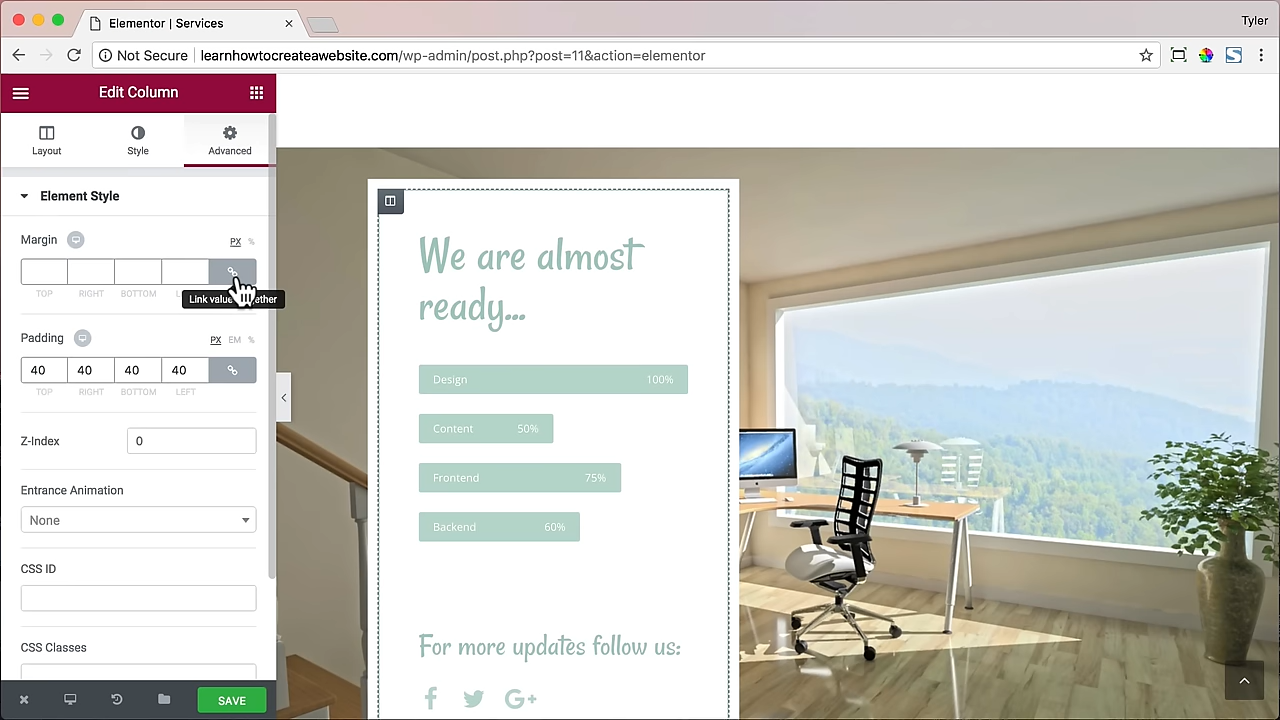 Elementor | Services
Tyler
Not Secure
learnhowtocreateawebsite.com/wp-admin/post.php?post=11&action=elementor
Edit Column
Layout
Style
Advanced
Element Style
Margin
PX %
TOP RIGHT BOTTOM
Link
Padding
PX EM %
40 40 40 40
TOP RIGHT BOTTOM LEFT
Z-Index
0
Entrance Animation
None
CSS ID
CSS Classes
SAVE
We are almost
ready...
Design 100%
Content 50%
Frontend 75%
Backend 60%
For more updates follow us:
G+